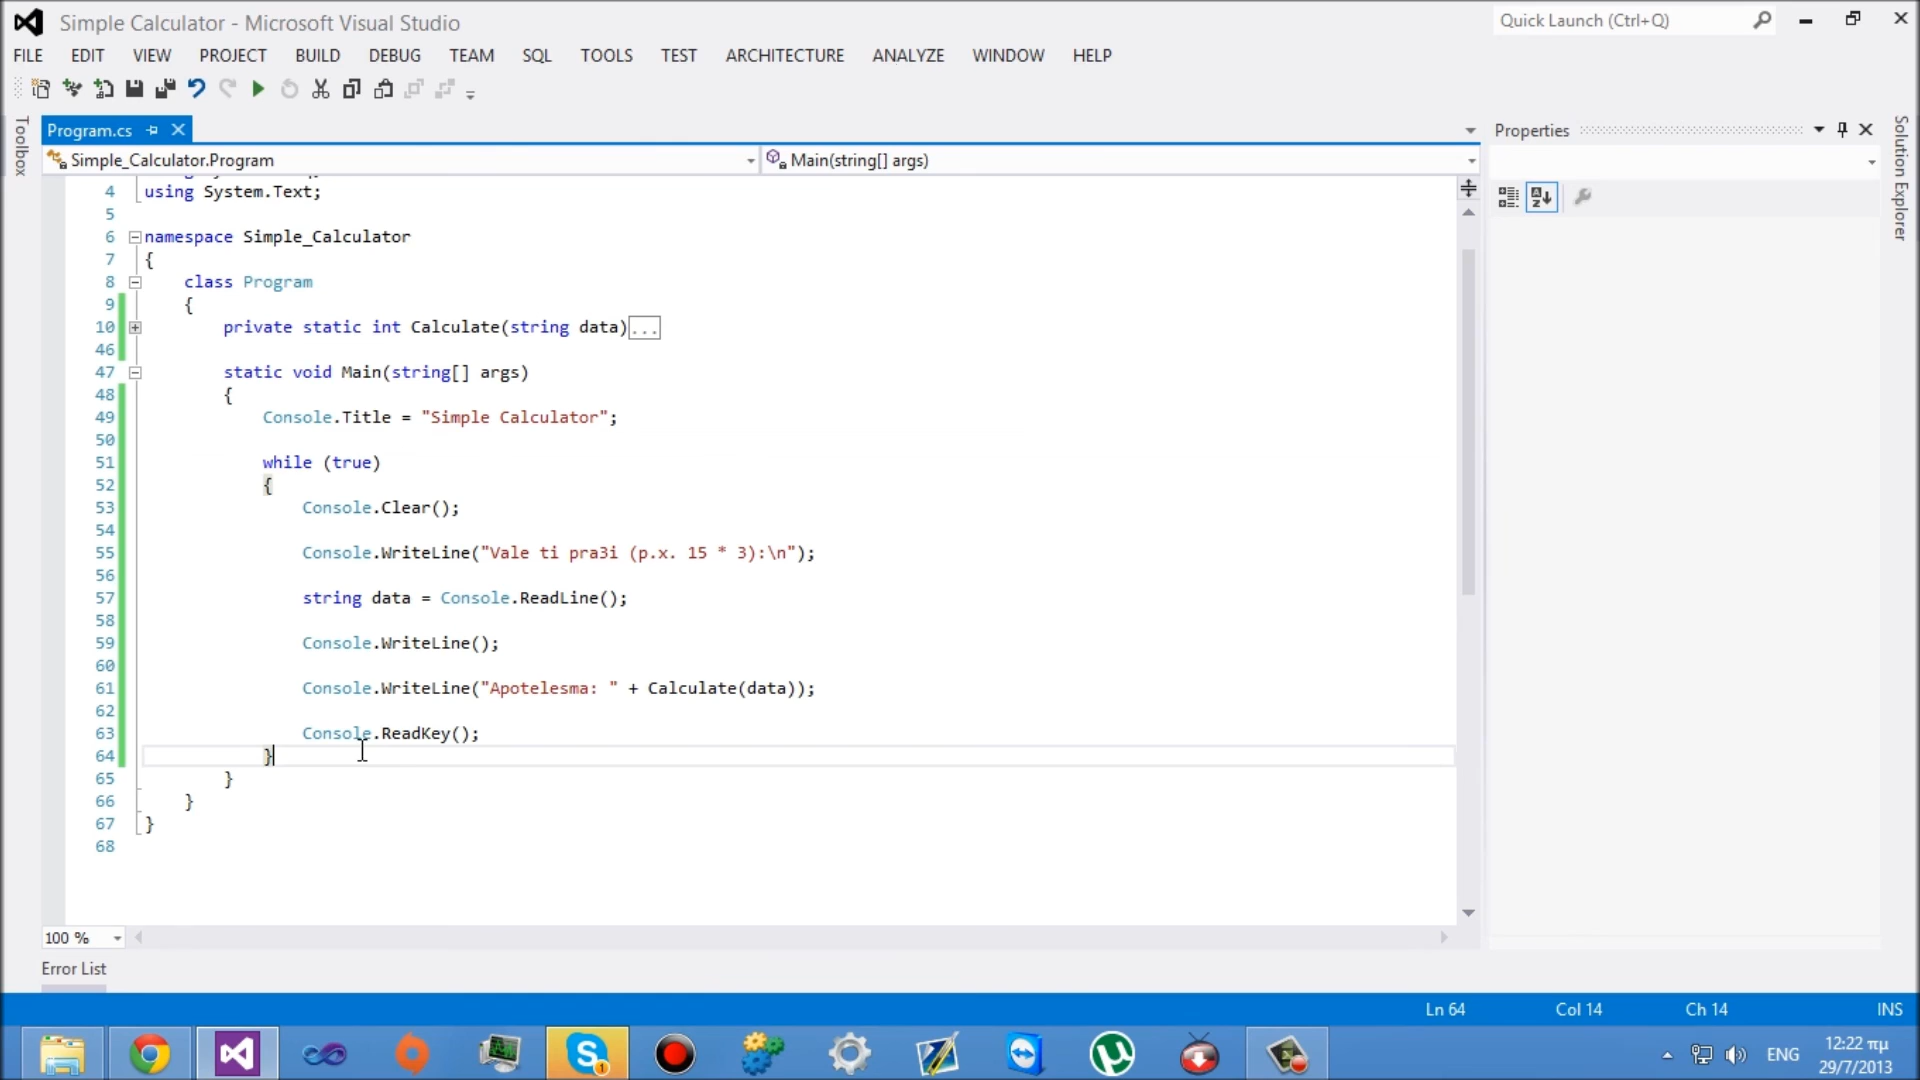 Simple Calculator - Microsoft Visual Studio
Quick Launch (Ctrl+Q)
FILE EDIT VIEW PROJECT BUILD DEBUG TEAM SQL TOOLS TEST ARCHITECTURE ANALYZE WINDOW HELP
Toolbox
Program.cs
Properties
Solution Explorer
Simple_Calculator.Program
Main(string[] args)
4 using System.Text;
5
6 namespace Simple_Calculator
7 {
8 class Program
9 {
10 private static int Calculate(string data)...
46
47 static void Main(string[] args)
48 {
49 Console.Title = "Simple Calculator";
50
51 while (true)
52 {
53 Console.Clear();
54
55 Console.WriteLine("Vale ti pra3i (p.x. 15 * 3):\n");
56
57 string data = Console.ReadLine();
58
59 Console.WriteLine();
60
61 Console.WriteLine("Apotelesma: " + Calculate(data));
62
63 Console.ReadKey();
64 }
65 }
66 }
67 }
68
100 %
Error List
Ln 64 Col 14 Ch 14 INS
ENG
12:22 πμ
29/7/2013